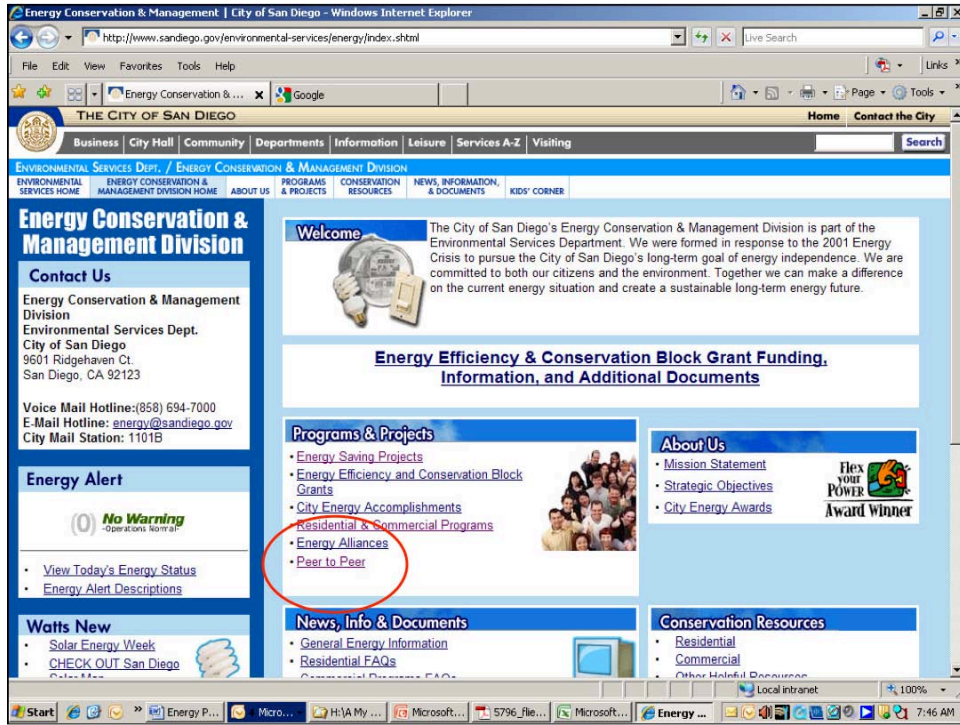 Energy Conservation & Management | City of San Diego - Windows Internet Explorer
http://www.sandiego.gov/environmental-services/energy/index.shtml
Live Search
File Edit View Favorites Tools Help
Links
Energy Conservation & ...
Google
Page Tools
THE CITY OF SAN DIEGO
Home Contact the City
Business City Hall Community Departments Information Leisure Services A-Z Visiting
Search
ENVIRONMENTAL SERVICES DEPT. / ENERGY CONSERVATION & MANAGEMENT DIVISION
ENVIRONMENTAL SERVICES HOME
ENERGY CONSERVATION & MANAGEMENT DIVISION HOME
ABOUT US
PROGRAMS & PROJECTS
CONSERVATION RESOURCES
NEWS, INFORMATION, & DOCUMENTS
KIDS' CORNER
Energy Conservation &
Management Division
Contact Us
Energy Conservation & Management
Division
Environmental Services Dept.
City of San Diego
9601 Ridgehaven Ct.
San Diego, CA 92123
Voice Mail Hotline:(858) 694-7000
E-Mail Hotline: energy@sandiego.gov
City Mail Station: 1101B
Energy Alert
(0) No Warning
-Operations Normal-
View Today's Energy Status
Energy Alert Descriptions
Watts New
Solar Energy Week
CHECK OUT San Diego
Solar Map
Welcome
The City of San Diego's Energy Conservation & Management Division is part of the
Environmental Services Department. We were formed in response to the 2001 Energy
Crisis to pursue the City of San Diego's long-term goal of energy independence. We are
committed to both our citizens and the environment. Together we can make a difference
on the current energy situation and create a sustainable long-term energy future.
Energy Efficiency & Conservation Block Grant Funding,
Information, and Additional Documents
Programs & Projects
Energy Saving Projects
Energy Efficiency and Conservation Block
Grants
City Energy Accomplishments
Residential & Commercial Programs
Energy Alliances
Peer to Peer
About Us
Mission Statement
Strategic Objectives
City Energy Awards
Flex
your
POWER
Award Winner
News, Info & Documents
General Energy Information
Residential FAQs
Commercial Programs FAQs
Conservation Resources
Residential
Commercial
Other Helpful Resources
Local intranet
100%
Start
Energy P...
Micro...
H:\A My ...
Microsoft...
5796_flie...
Microsoft...
Energy ...
7:46 AM